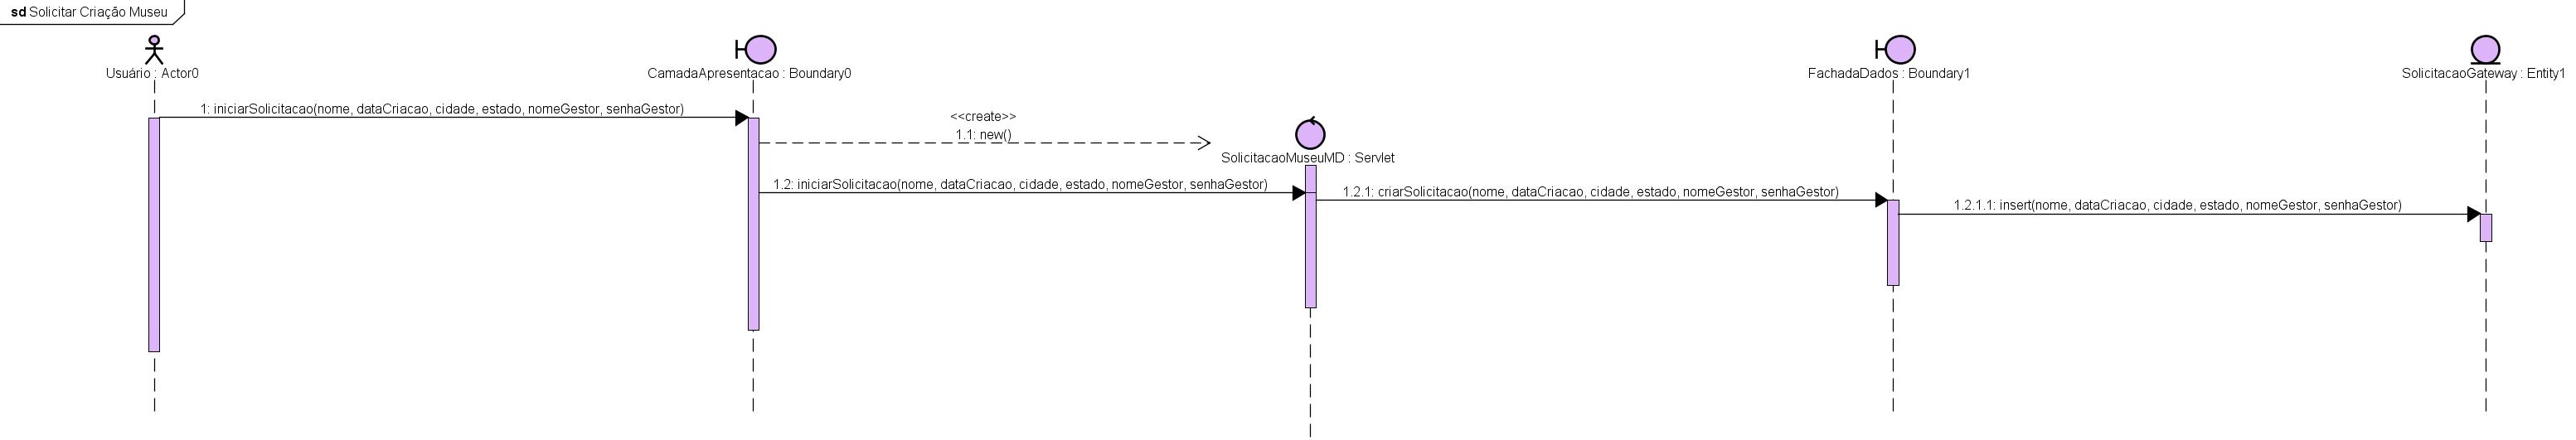 sd Solicitar Criação Museu
Usuário : Actor0
CamadaApresentacao : Boundary0
FachadaDados : Boundary1
SolicitacaoGateway : Entity1
1: iniciarSolicitacao(nome, dataCriacao, cidade, estado, nomeGestor, senhaGestor)
<<create>>
1.1: new()
SolicitacaoMuseuMD : Servlet
1.2: iniciarSolicitacao(nome, dataCriacao, cidade, estado, nomeGestor, senhaGestor)
1.2.1: criarSolicitacao(nome, dataCriacao, cidade, estado, nomeGestor, senhaGestor)
1.2.1.1: insert(nome, dataCriacao, cidade, estado, nomeGestor, senhaGestor)